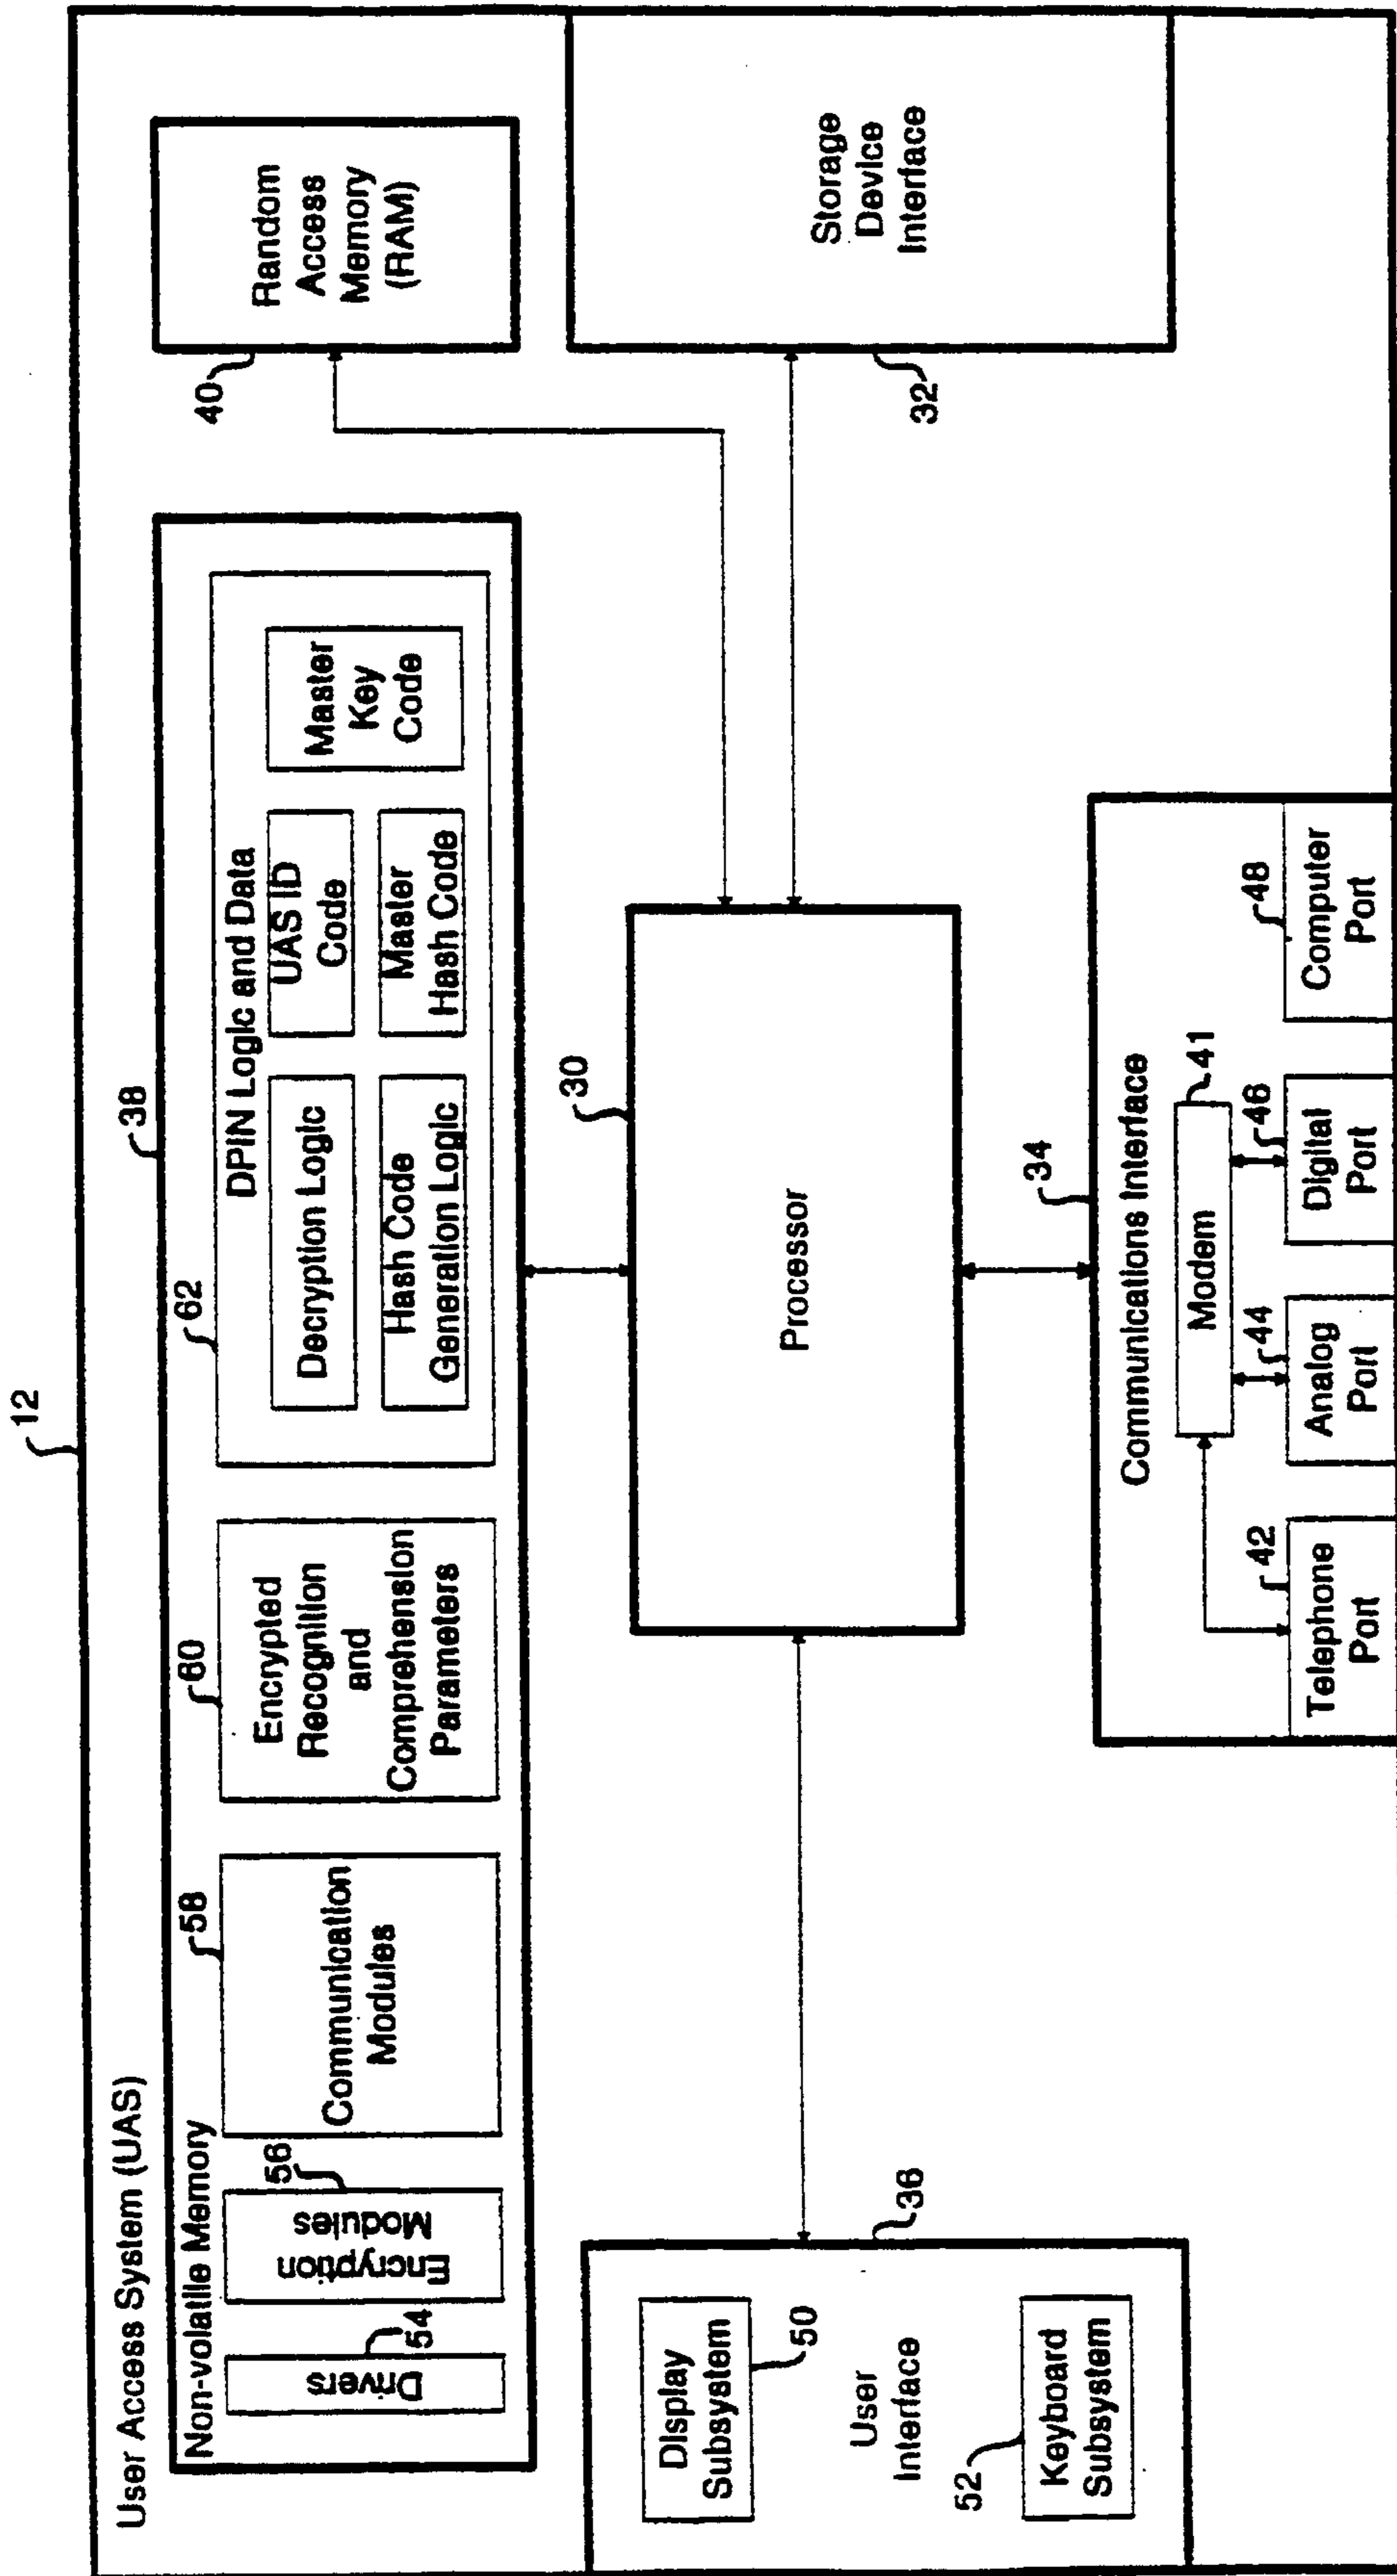 12
User Access System (UAS)
38
Non-volatile Memory
Drivers
54
Encryption
Modules
56
Communication
Modules
58
Encrypted
Recognition
and
Comprehension
Parameters
60
62
DPIN Logic and Data
Decryption Logic
UAS ID
Code
Hash Code
Generation Logic
Master
Hash Code
Master
Key
Code
Random
Access
Memory
(RAM)
40
Display
Subsystem
50
User
Interface
36
52
Keyboard
Subsystem
30
Processor
Storage
Device
Interface
32
34
Communications Interface
Modem
41
42
44
46
48
Telephone
Port
Analog
Port
Digital
Port
Computer
Port